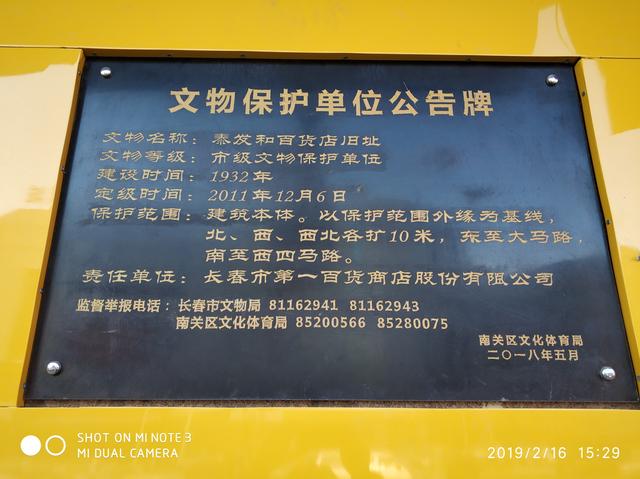 文物保护单位公告牌
文物名称：泰发和百货店旧址
文物等级：市级文物保护单位
建设时间：1932年
定级时间：2011年12月6日
保护范围：建筑本体。以保护范围外缘为基线，
北、西、西北各扩10米，东至大马路，
南至西四马路。
责任单位：长春市第一百货商店股份有限公司
监督举报电话：长春市文物局 81162941 81162943
南关区文化体育局 85200566 85280075
南关区文化体育局
二〇一八年五月
SHOT ON MI NOTE 3
MI DUAL CAMERA
2019/2/16 15:29